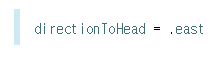 directionToHead = .east